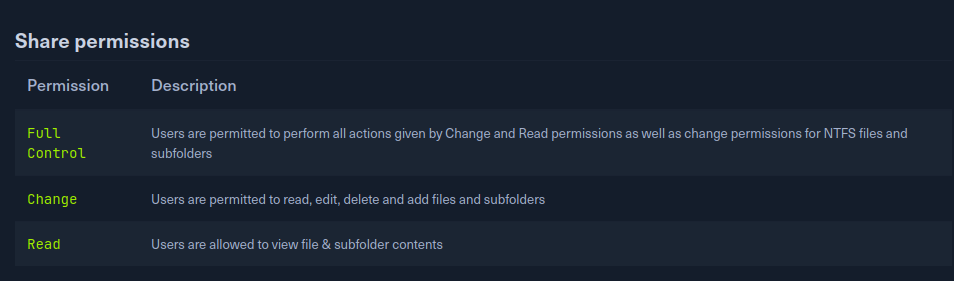 Share permissions
Permission Description
Full Control Users are permitted to perform all actions given by Change and Read permissions as well as change permissions for NTFS files and
subfolders
Change Users are permitted to read, edit, delete and add files and subfolders
Read Users are allowed to view file & subfolder contents